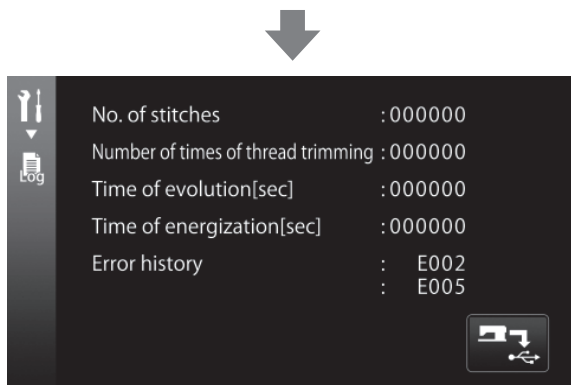 Log
No. of stitches :000000
Number of times of thread trimming :000000
Time of evolution[sec] :000000
Time of energization[sec] :000000
Error history : E002
: E005